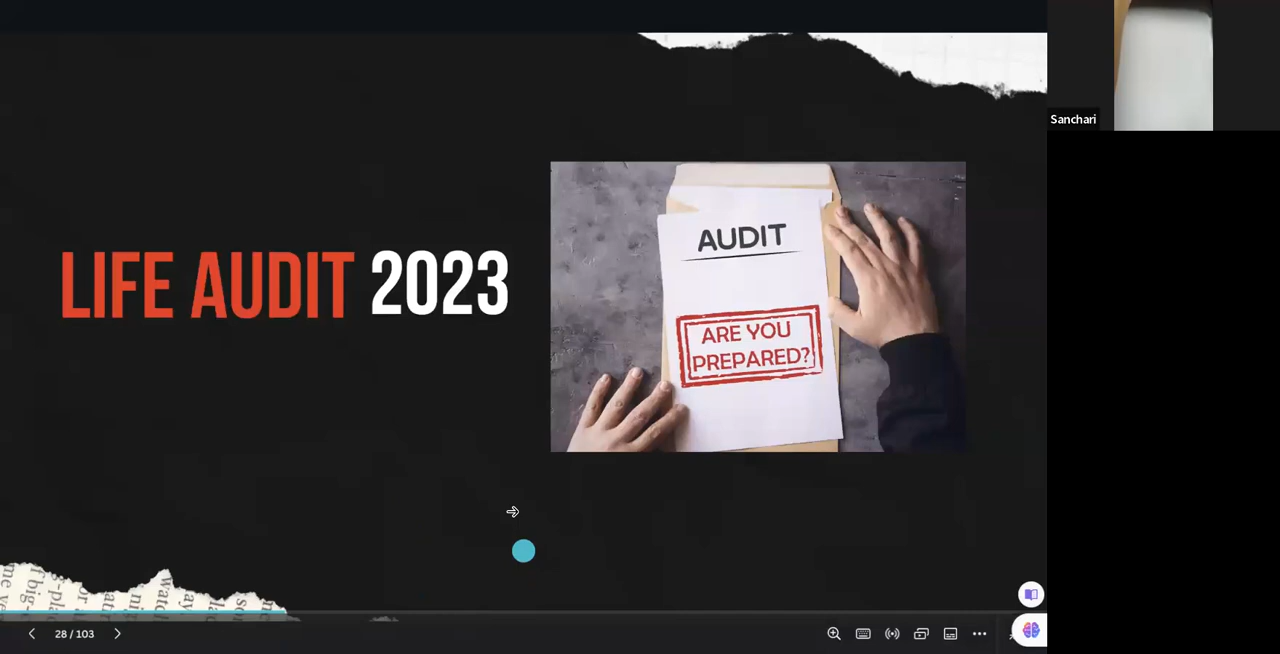 Sanchari
LIFE AUDIT 2023
AUDIT
ARE YOU
PREPARED?
28 / 103